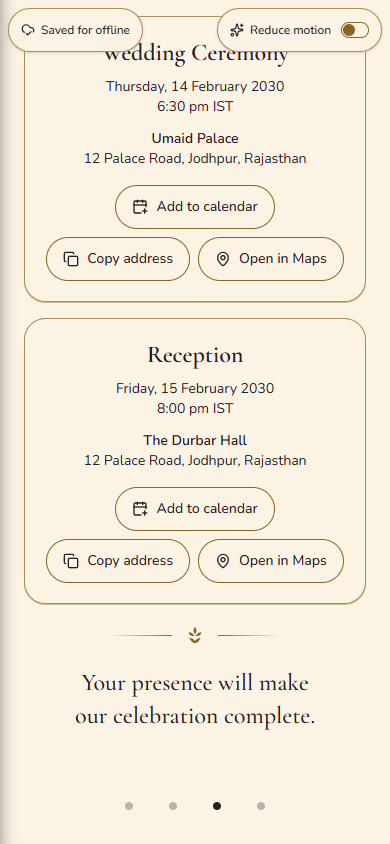 Saved for offline
Reduce motion
Wedding Ceremony
Thursday, 14 February 2030
6:30 pm IST
Umaid Palace
12 Palace Road, Jodhpur, Rajasthan
Add to calendar
Copy address
Open in Maps
Reception
Friday, 15 February 2030
8:00 pm IST
The Durbar Hall
12 Palace Road, Jodhpur, Rajasthan
Add to calendar
Copy address
Open in Maps
Your presence will make
our celebration complete.